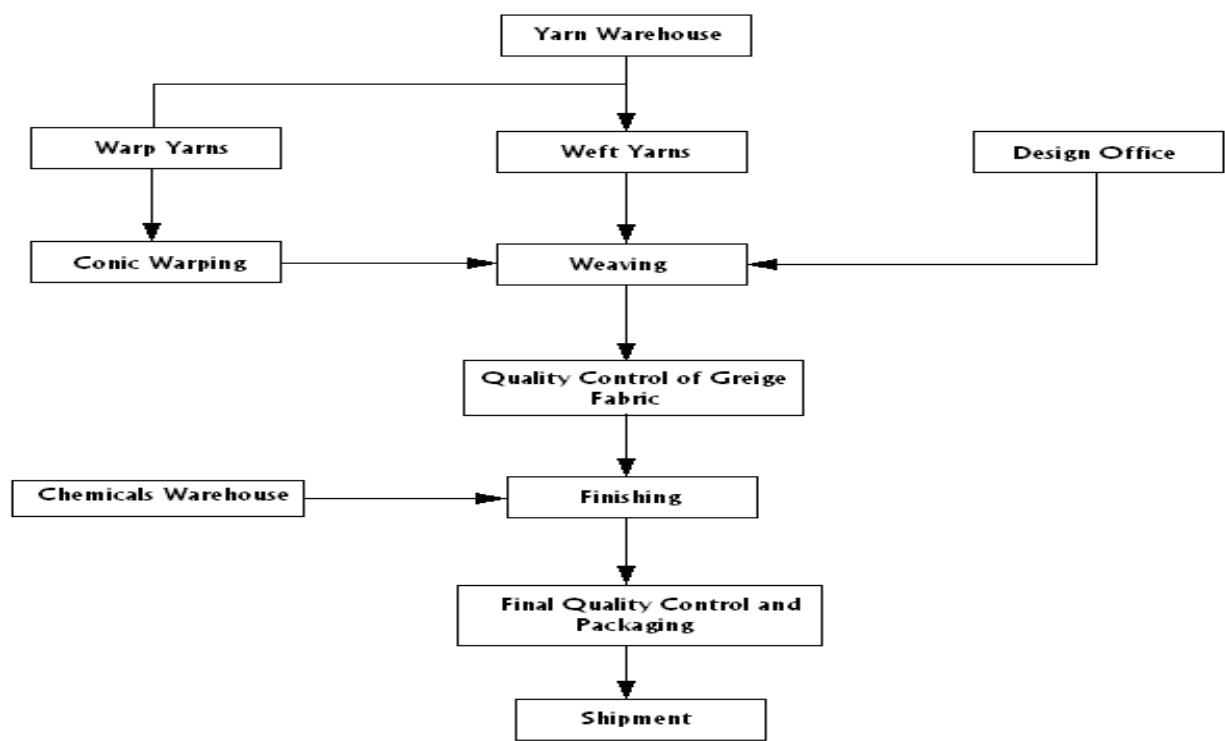 Yarn Warehouse
Warp Yarns
Weft Yarns
Design Office
Conic Warping
Weaving
Quality Control of Greige
Fabric
Chemicals Warehouse
Finishing
Final Quality Control and
Packaging
Shipment